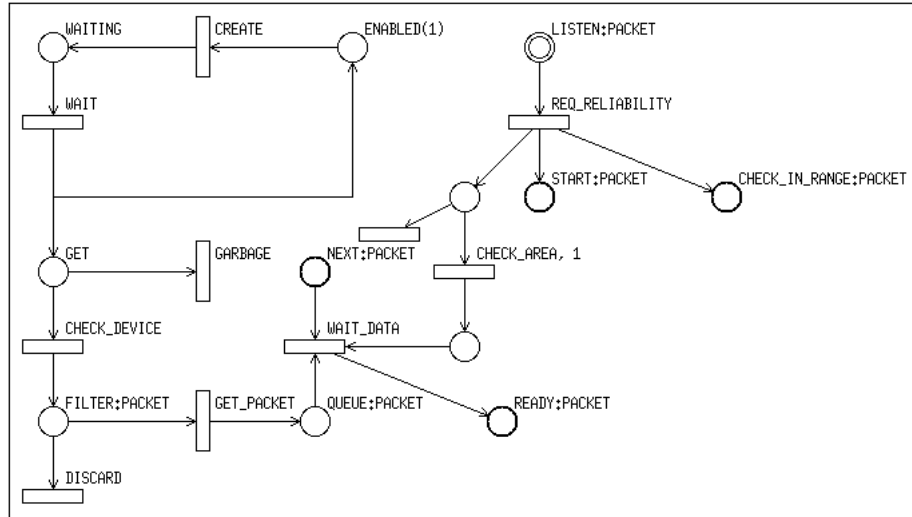 WAITING
CREATE
ENABLED(1)
LISTEN:PACKET
WAIT
REQ_RELIABILITY
START:PACKET
CHECK_IN_RANGE:PACKET
GET
GARBAGE
NEXT:PACKET
CHECK_AREA, 1
CHECK_DEVICE
WAIT_DATA
FILTER:PACKET
GET_PACKET
QUEUE:PACKET
READY:PACKET
DISCARD